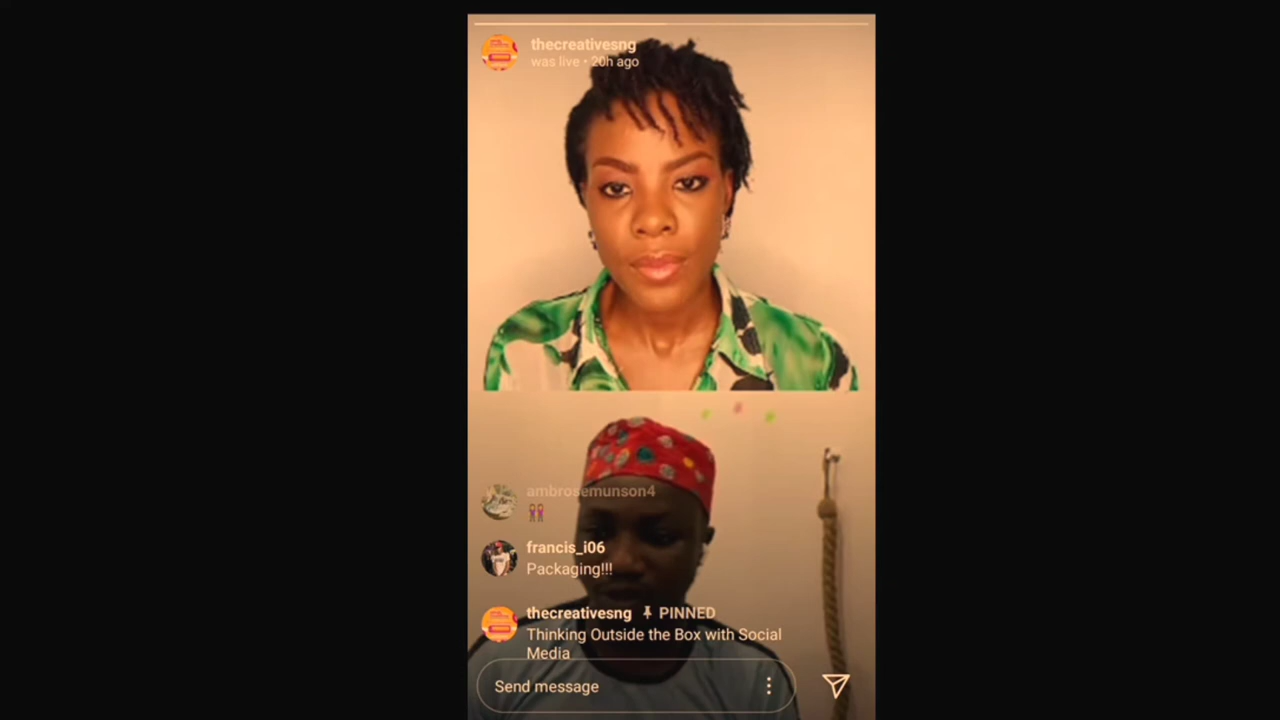 thecreativesng
was live • 20h ago
ambrosemunson4
francis_i06
Packaging!!!
thecreativesng PINNED
Thinking Outside the Box with Social
Media
Send message